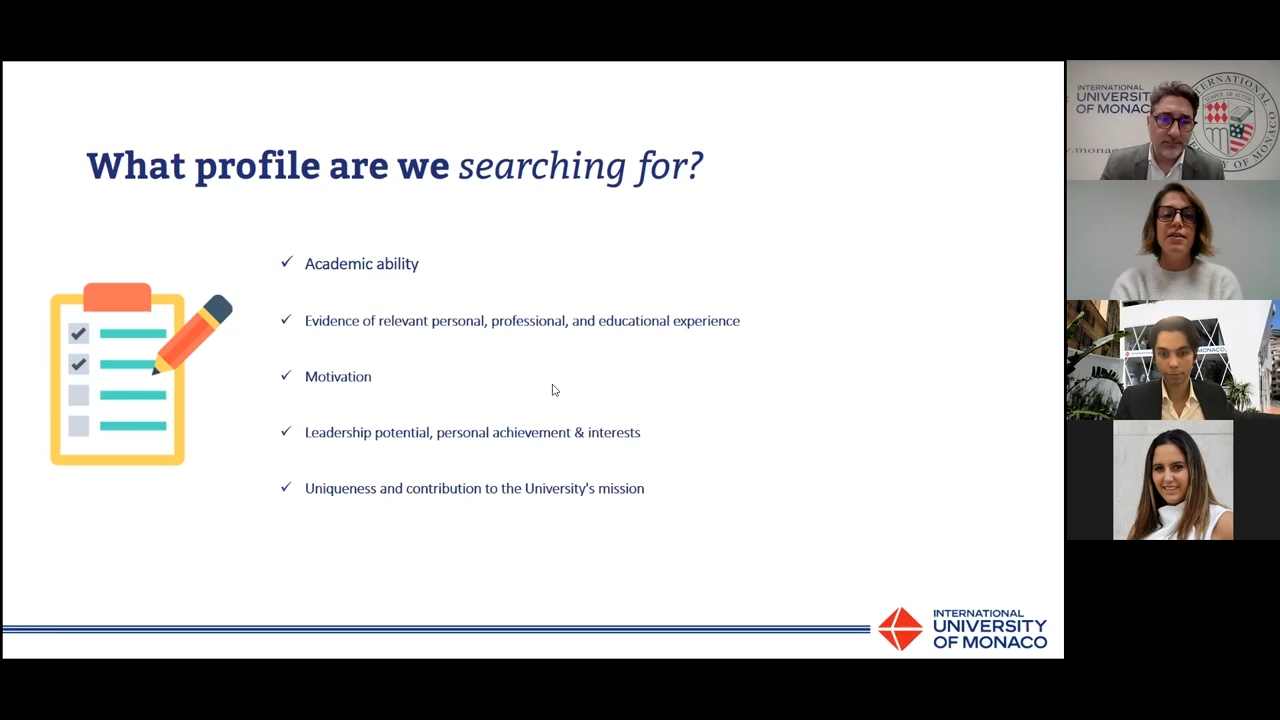 What profile are we searching for?
Academic ability
Evidence of relevant personal, professional, and educational experience
Motivation
Leadership potential, personal achievement & interests
Uniqueness and contribution to the University's mission
INTERNATIONAL
UNIVERSITY
OF MONACO
INTERNATIONAL
UNIVERSITY
OF MONACO